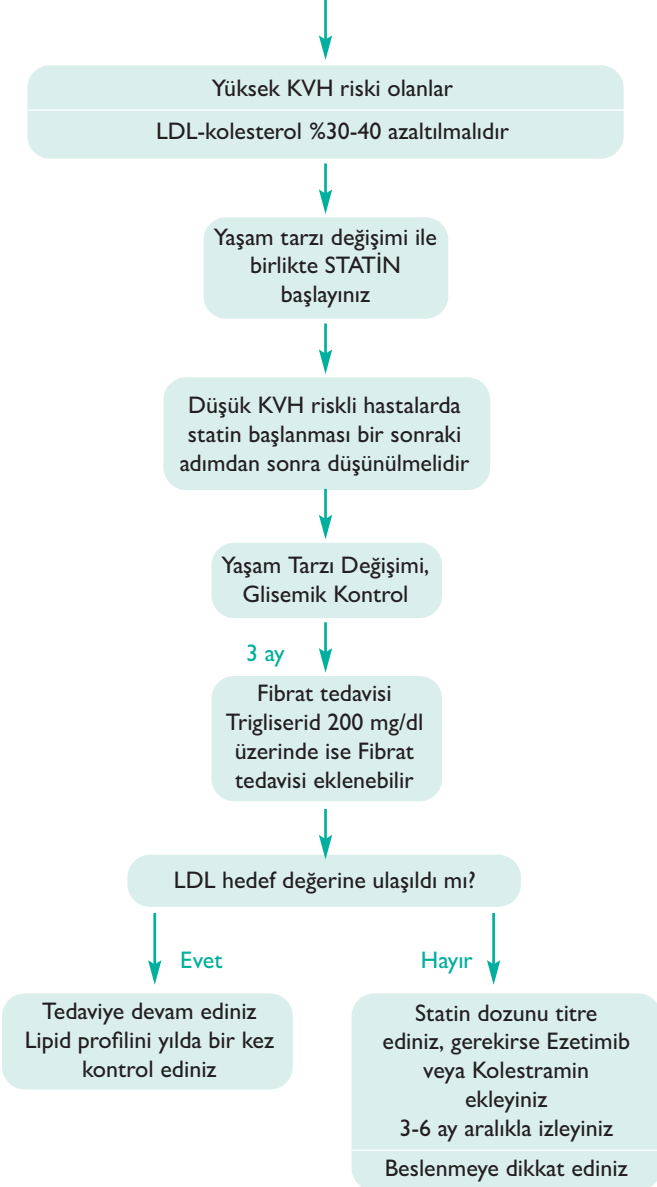 Yüksek KVH riski olanlar
LDL-kolesterol %30-40 azaltılmalıdır
Yaşam tarzı değişimi ile
birlikte STATİN
başlayınız
Düşük KVH riskli hastalarda
statin başlanması bir sonraki
adımdan sonra düşünülmelidir
Yaşam Tarzı Değişimi,
Glisemik Kontrol
3 ay
Fibrat tedavisi
Trigliserid 200 mg/dl
üzerinde ise Fibrat
tedavisi eklenebilir
LDL hedef değerine ulaşıldı mı?
Evet
Hayır
Tedaviye devam ediniz
Lipid profilini yılda bir kez
kontrol ediniz
Statin dozunu titre
ediniz, gerekirse Ezetimib
veya Kolestramin
ekleyiniz
3-6 ay aralıkla izleyiniz
Beslenmeye dikkat ediniz